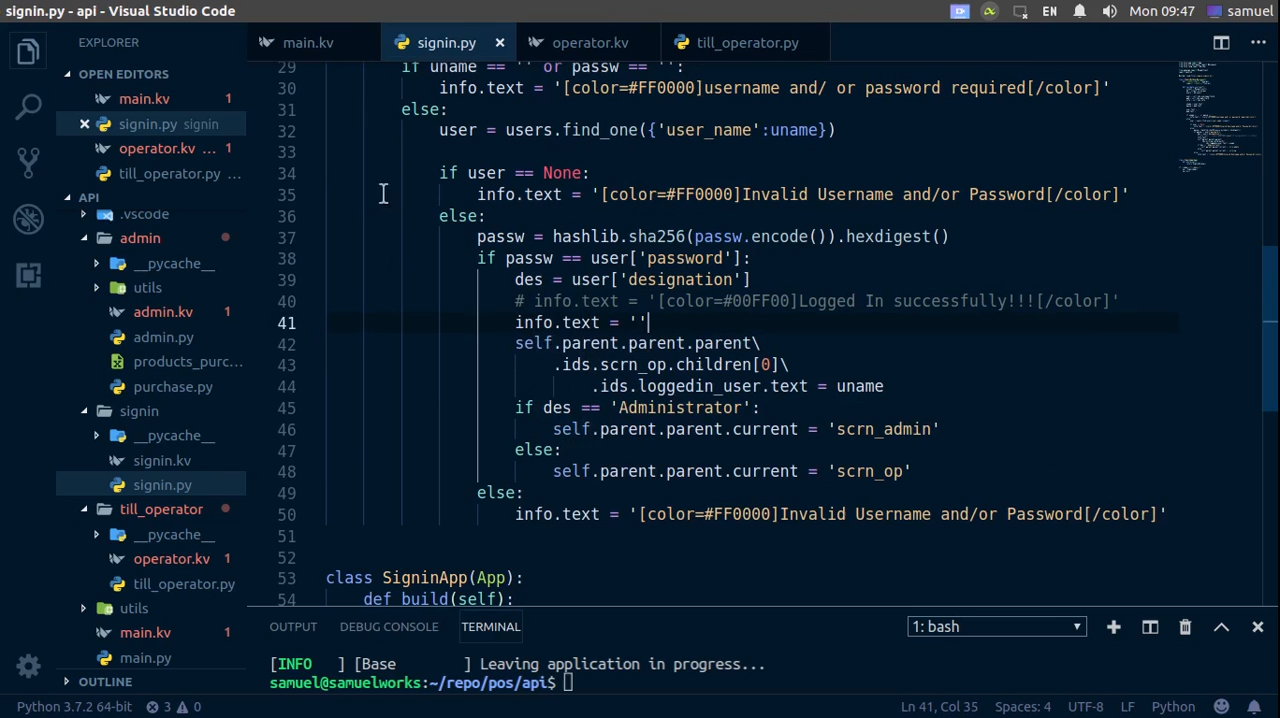 signin.py - api - Visual Studio Code
EN
Mon 09:47
samuel
EXPLORER
OPEN EDITORS
main.kv 1
signin.py signin
operator.kv ... 1
till_operator.py
API
.vscode
admin
__pycache__
utils
admin.kv 1
admin.py
products_purc...
purchase.py
signin
__pycache__
signin.kv
signin.py
till_operator
__pycache__
operator.kv 1
till_operator.py
utils
main.kv 1
main.py
OUTLINE
main.kv
signin.py
operator.kv
till_operator.py
29 if uname == '' or passw == '':
30 info.text = '[color=#FF0000]username and/ or password required[/color]'
31 else:
32 user = users.find_one({'user_name':uname})
33
34 if user == None:
35 info.text = '[color=#FF0000]Invalid Username and/or Password[/color]'
36 else:
37 passw = hashlib.sha256(passw.encode()).hexdigest()
38 if passw == user['password']:
39 des = user['designation']
40 # info.text = '[color=#00FF00]Logged In successfully!!![/color]'
41 info.text = ''
42 self.parent.parent.parent\
43 .ids.scrn_op.children[0]\
44 .ids.loggedin_user.text = uname
45 if des == 'Administrator':
46 self.parent.parent.current = 'scrn_admin'
47 else:
48 self.parent.parent.current = 'scrn_op'
49 else:
50 info.text = '[color=#FF0000]Invalid Username and/or Password[/color]'
51
52
53 class SigninApp(App):
54 def build(self):
OUTPUT
DEBUG CONSOLE
TERMINAL
1: bash
[INFO   ] [Base        ] Leaving application in progress...
samuel@samuelworks:~/repo/pos/api$
Python 3.7.2 64-bit
3
0
Ln 41, Col 35
Spaces: 4
UTF-8
LF
Python